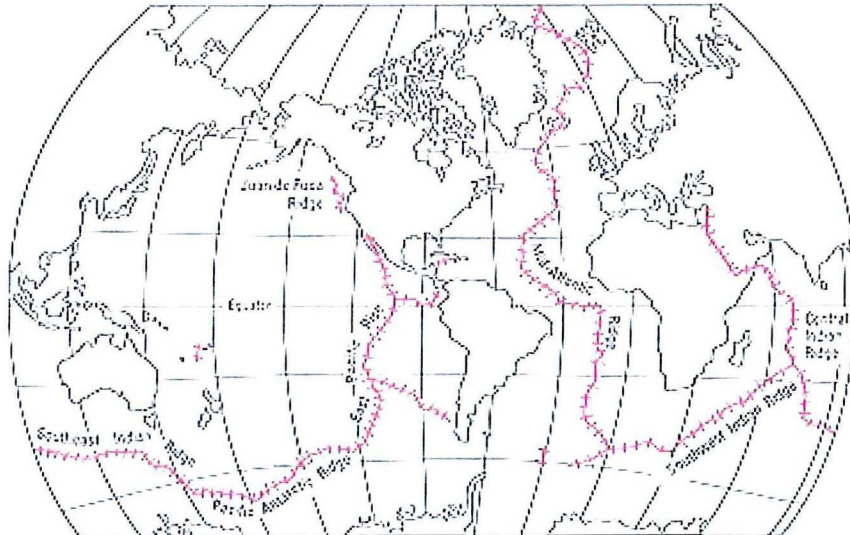 Juan de Fuca
Ridge
Equator
East Pacific Rise
Mid-Atlantic
Ridge
Central
Indian
Ridge
Southeast Indian
Ridge
Pacific Antarctic Ridge
Southwest Indian Ridge